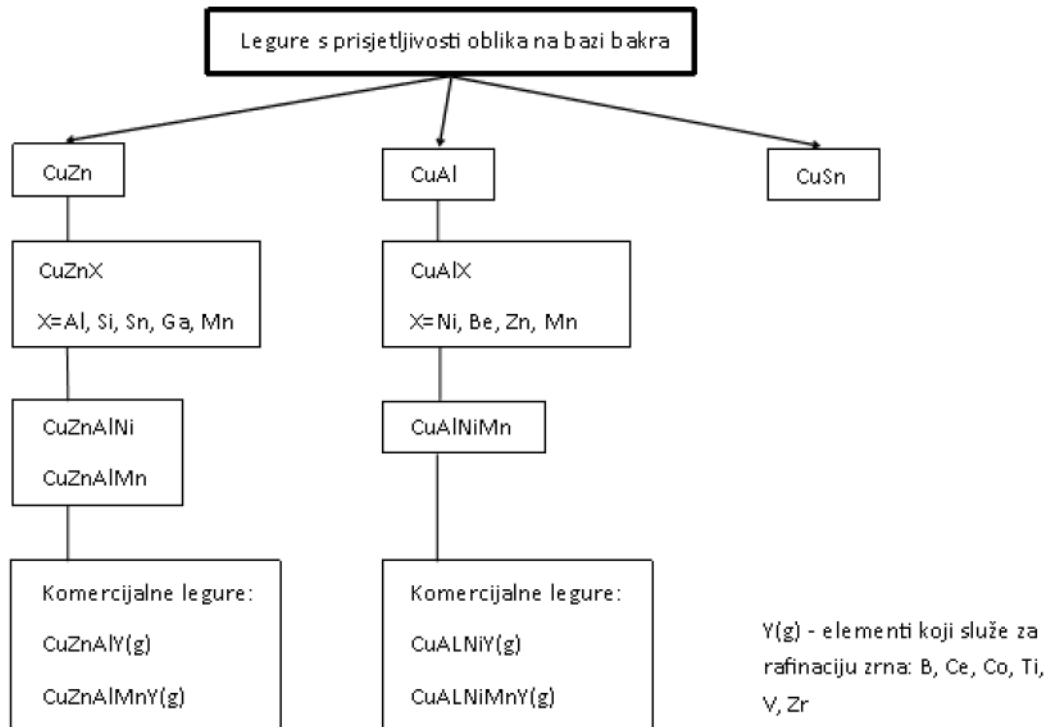 Legure s prisjetljivosti oblika na bazi bakra
CuZn
CuAl
CuSn
CuZnX
X=Al, Si, Sn, Ga, Mn
CuAlX
X=Ni, Be, Zn, Mn
CuZnAlNi
CuZnAlMn
CuAlNiMn
Komercijalne legure:
CuZnAlY(g)
CuZnAlMnY(g)
Komercijalne legure:
CuALNiY(g)
CuALNiMnY(g)
Y(g) - elementi koji služe za
rafinaciju zrna: B, Ce, Co, Ti,
V, Zr